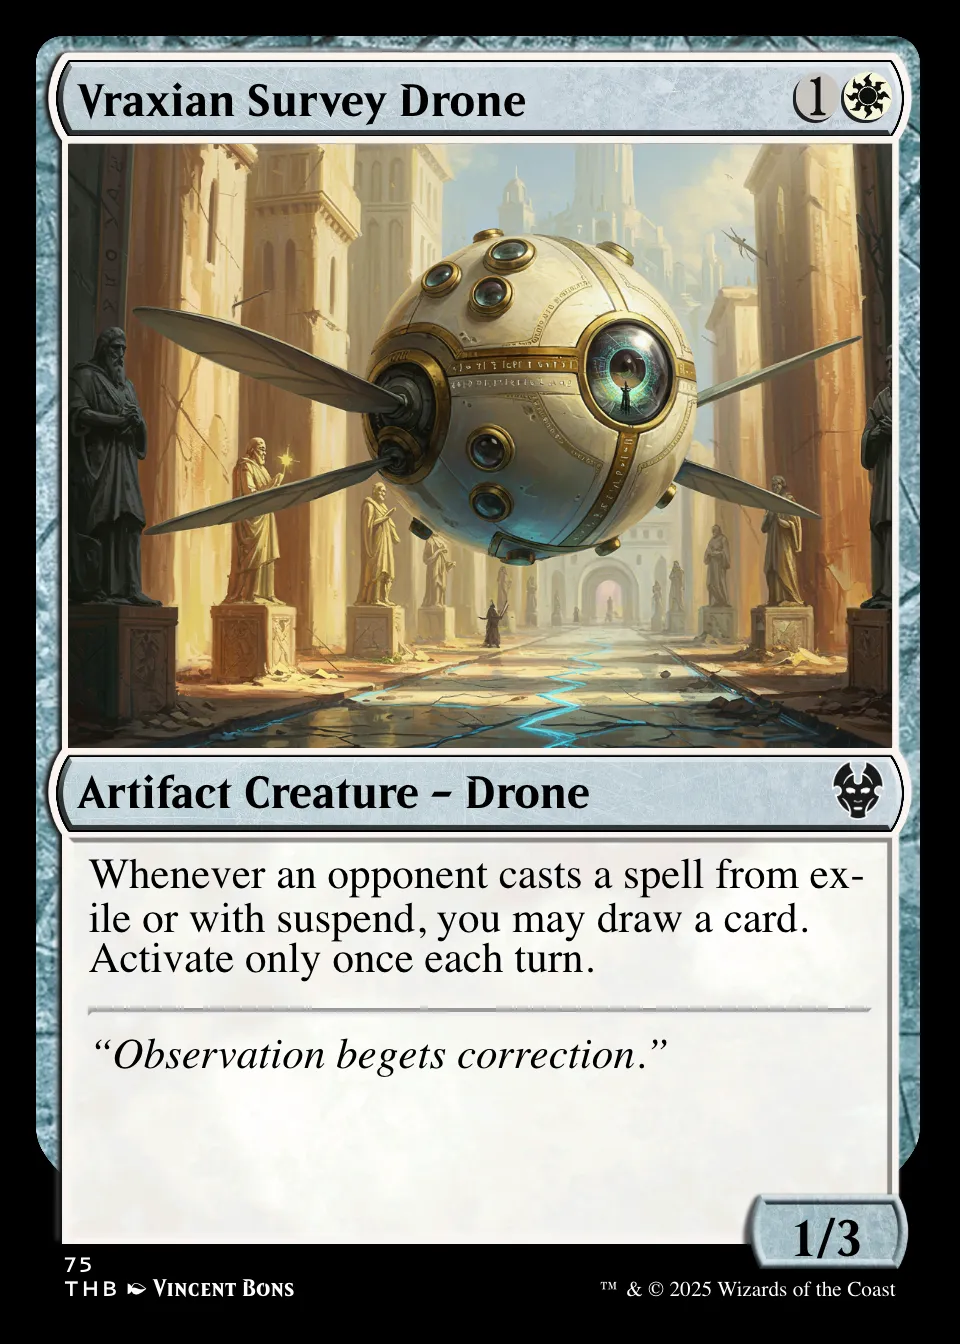 Vraxian Survey Drone 1
Artifact Creature – Drone
Whenever an opponent casts a spell from ex-
ile or with suspend, you may draw a card.
Activate only once each turn.
“Observation begets correction.”
1/3
75
THB Vincent Bons
™ & © 2025 Wizards of the Coast